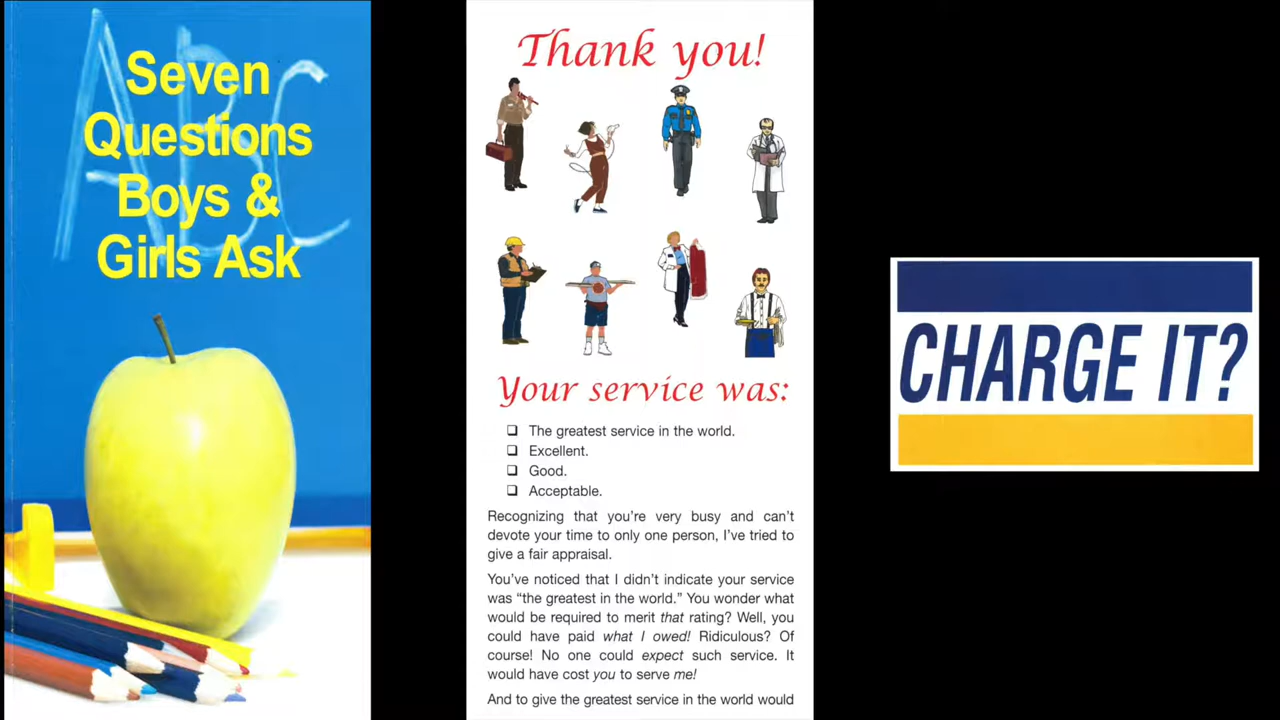 ABC
Seven
Questions
Boys &
Girls Ask
Thank you!
Your service was:
❏ The greatest service in the world.
❏ Excellent.
❏ Good.
❏ Acceptable.
Recognizing that you’re very busy and can’t
devote your time to only one person, I’ve tried to
give a fair appraisal.
You’ve noticed that I didn’t indicate your service
was “the greatest in the world.” You wonder what
would be required to merit that rating? Well, you
could have paid what I owed! Ridiculous? Of
course! No one could expect such service. It
would have cost you to serve me!
And to give the greatest service in the world would
CHARGE IT?